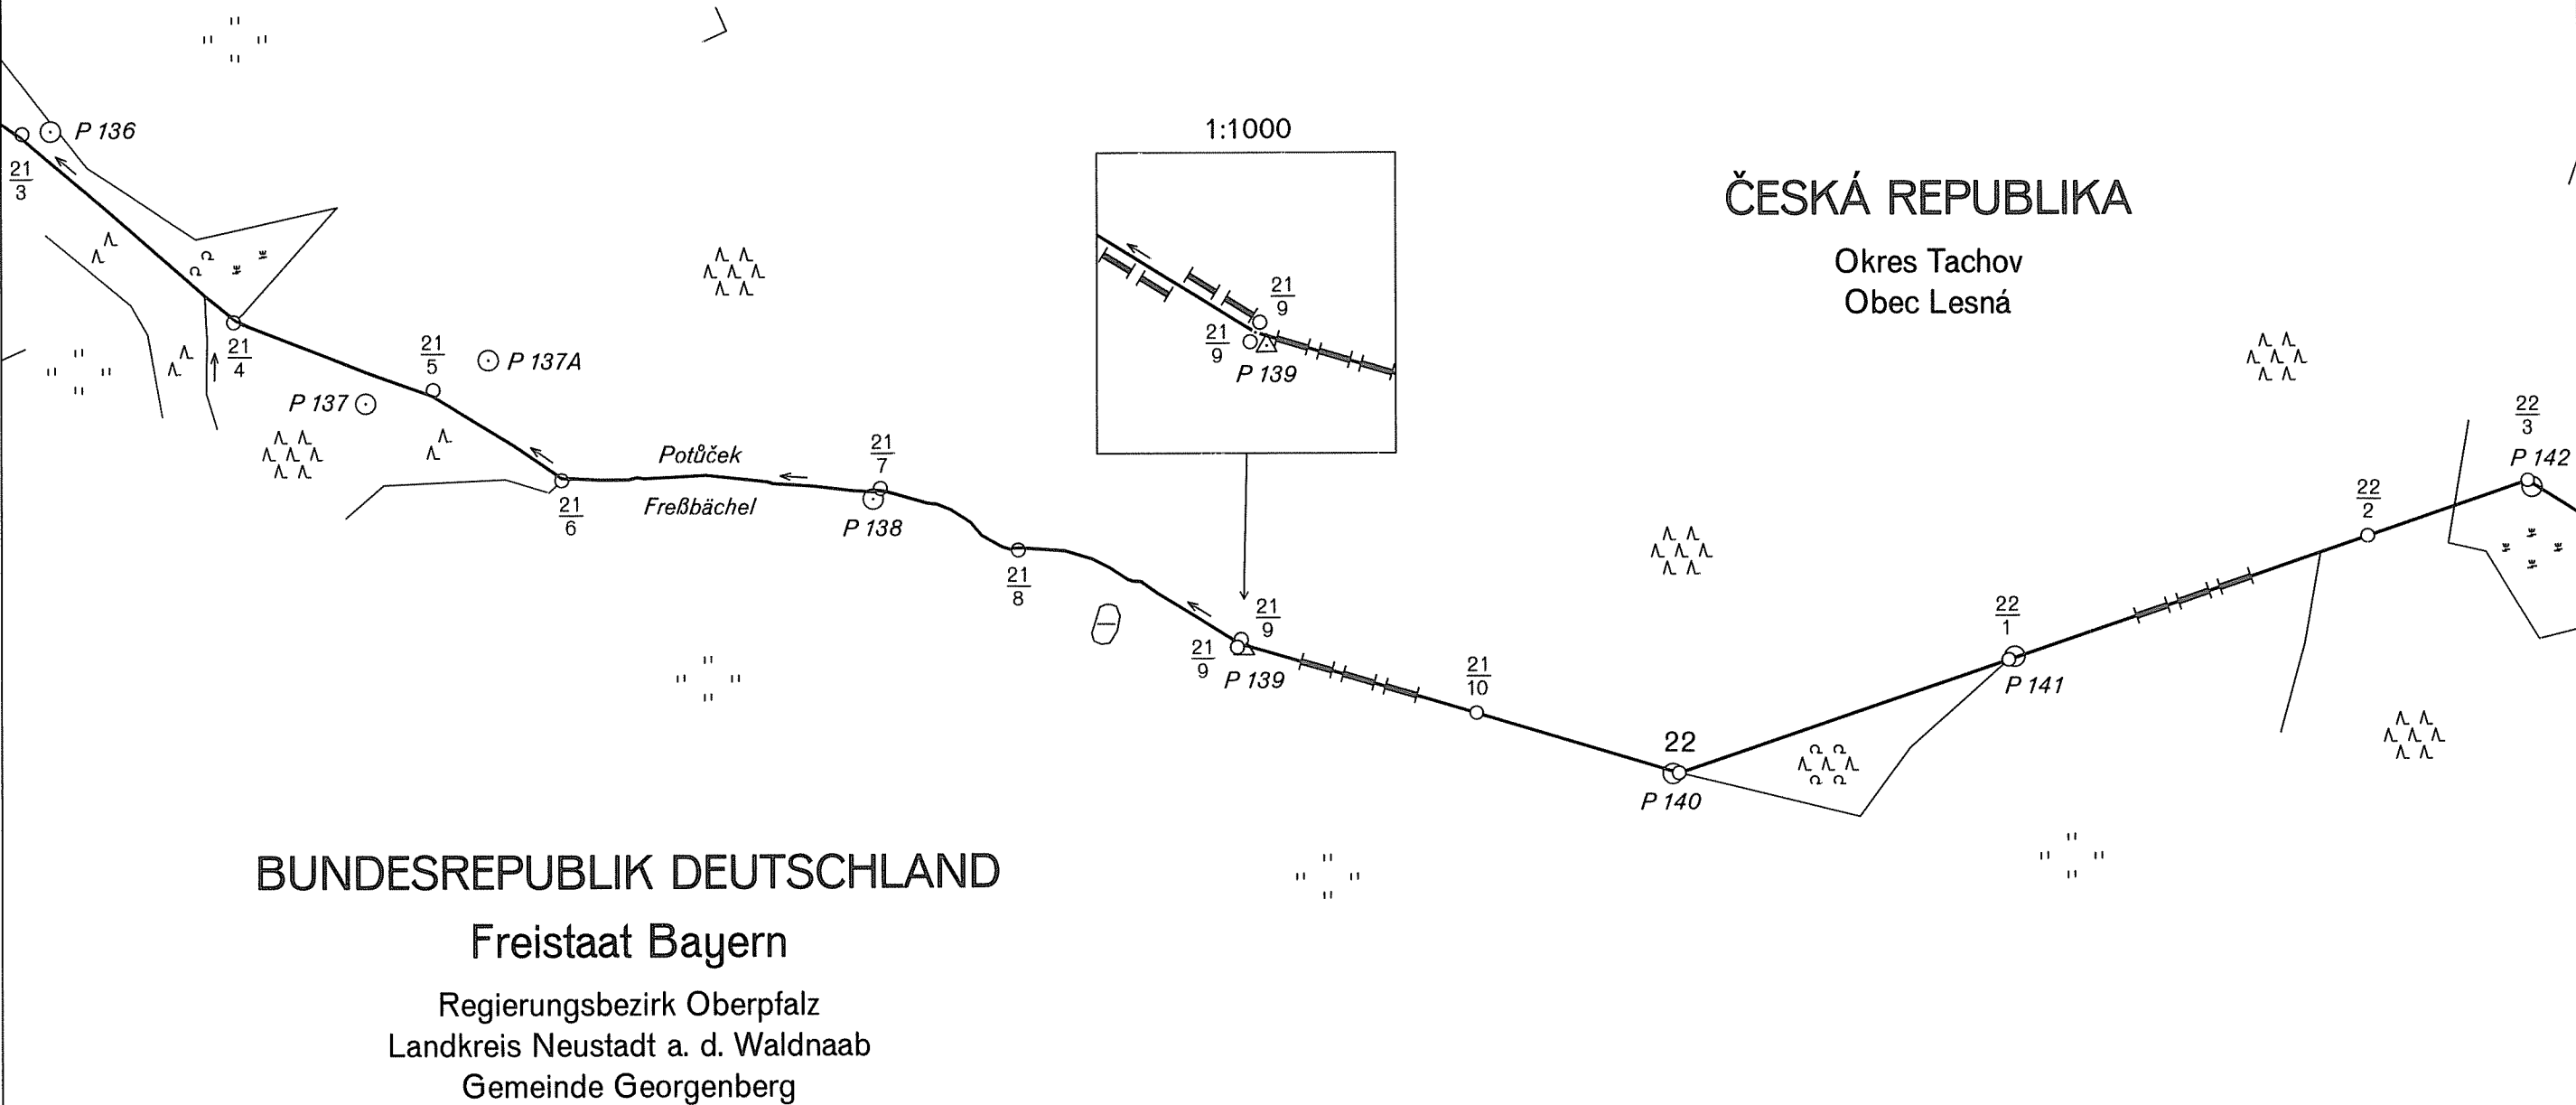 P 136
21
3
1:1000
ČESKÁ REPUBLIKA
Okres Tachov
Obec Lesná
21
9
21
9
P 139
21
4
21
5
P 137A
P 137
Potůček
Freßbächel
21
6
21
7
P 138
21
8
21
9
21
9
P 139
21
10
22
P 140
22
1
P 141
22
2
22
3
P 142
BUNDESREPUBLIK DEUTSCHLAND
Freistaat Bayern
Regierungsbezirk Oberpfalz
Landkreis Neustadt a. d. Waldnaab
Gemeinde Georgenberg